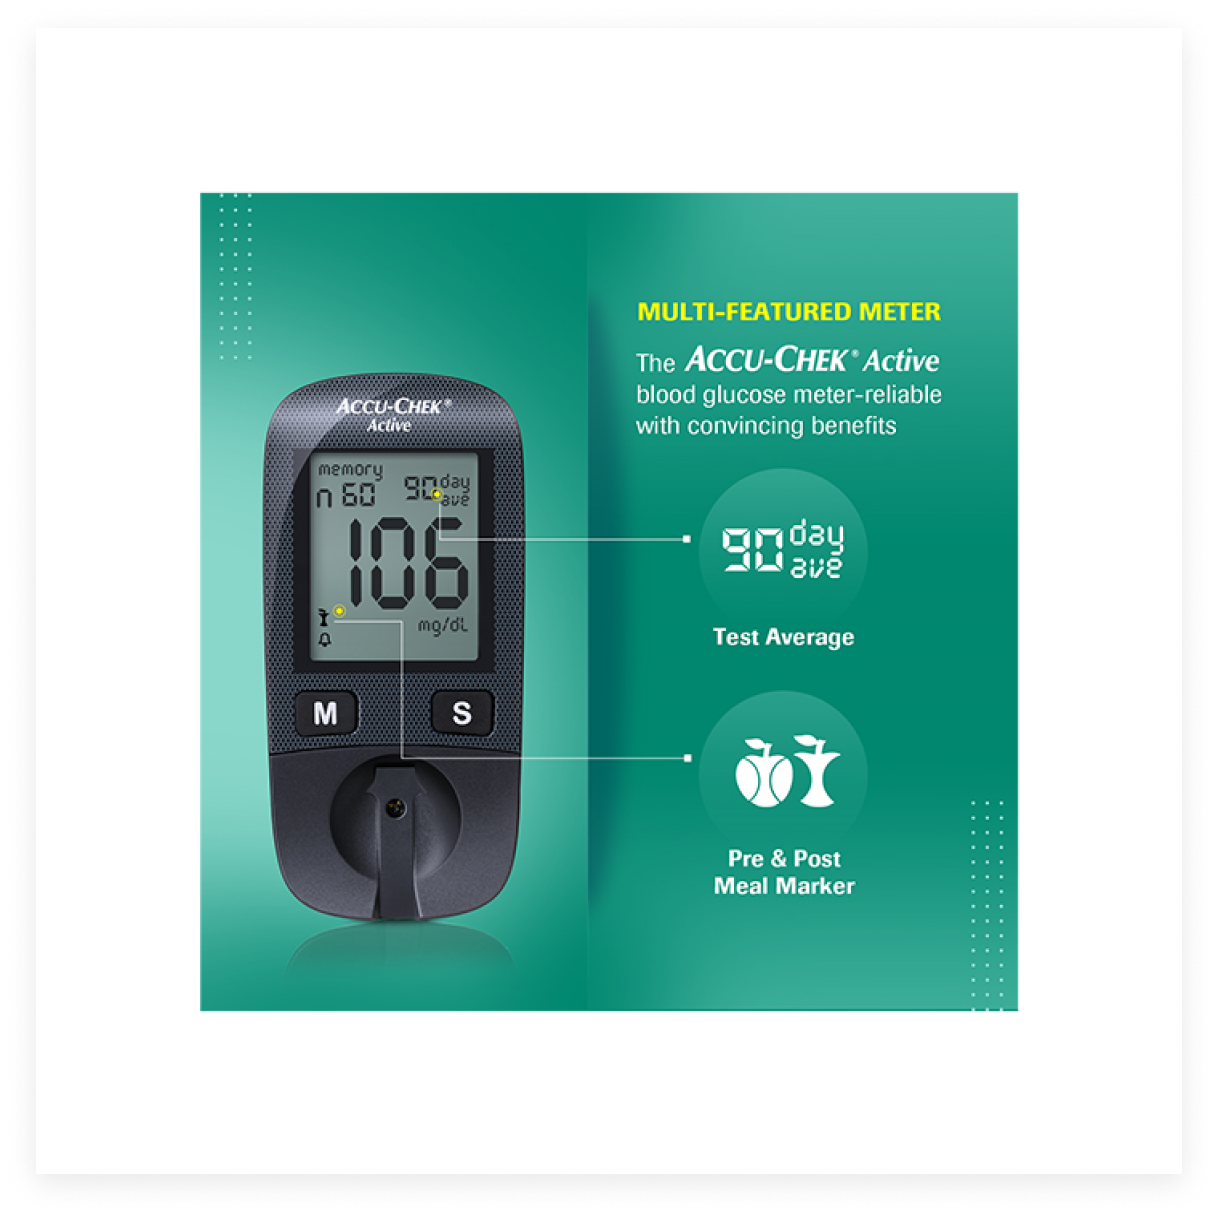 ACCU-CHEK®
Active
memory
n 60
90 day
ave
106
mg/dL
M
S
MULTI-FEATURED METER
The ACCU-CHEK® Active
blood glucose meter-reliable
with convincing benefits
90 day
ave
Test Average
Pre & Post
Meal Marker